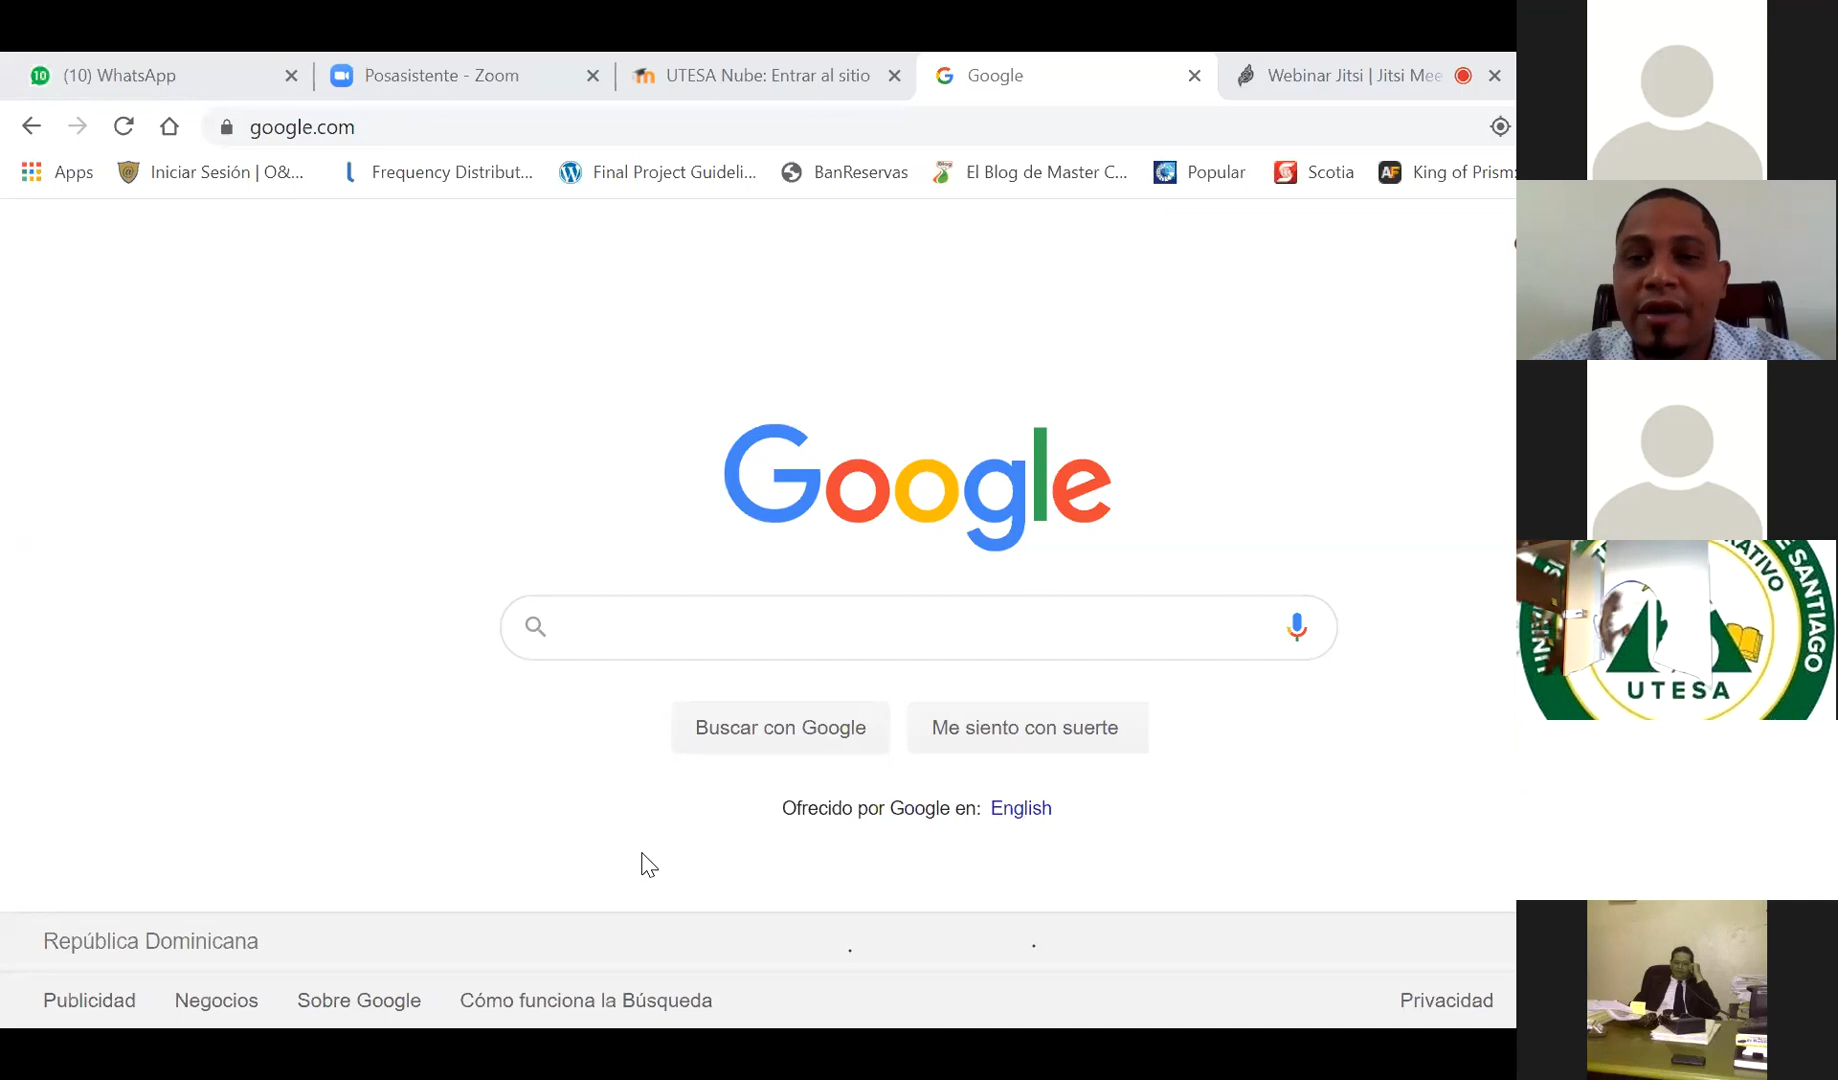 10 (10) WhatsApp
Posasistente - Zoom
UTESA Nube: Entrar al sitio
Google
Webinar Jitsi | Jitsi Mee
google.com
Apps
Iniciar Sesión | O&...
Frequency Distribut...
Final Project Guideli...
BanReservas
El Blog de Master C...
Popular
Scotia
AF King of Prism:
Google
Buscar con Google
Me siento con suerte
Ofrecido por Google en: English
República Dominicana
Publicidad
Negocios
Sobre Google
Cómo funciona la Búsqueda
Privacidad
SANTIAGO
UTESA